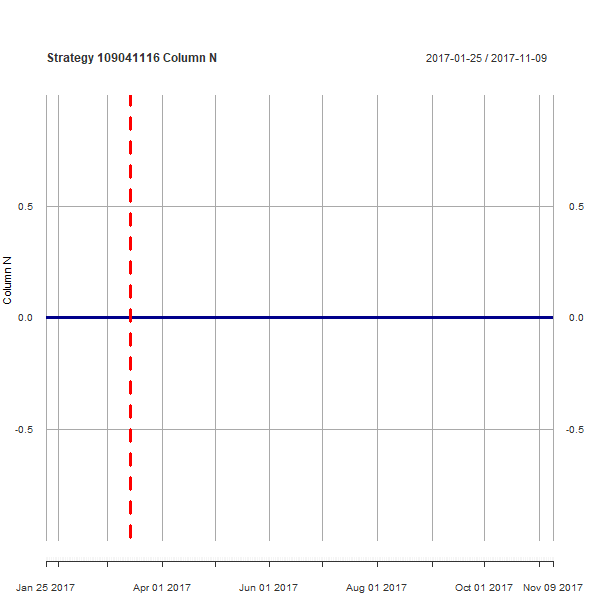 Strategy 109041116 Column N
2017-01-25 / 2017-11-09
0.5
0.5
Column N
0.0
0.0
-0.5
-0.5
Jan 25 2017
Apr 01 2017
Jun 01 2017
Aug 01 2017
Oct 01 2017
Nov 09 2017